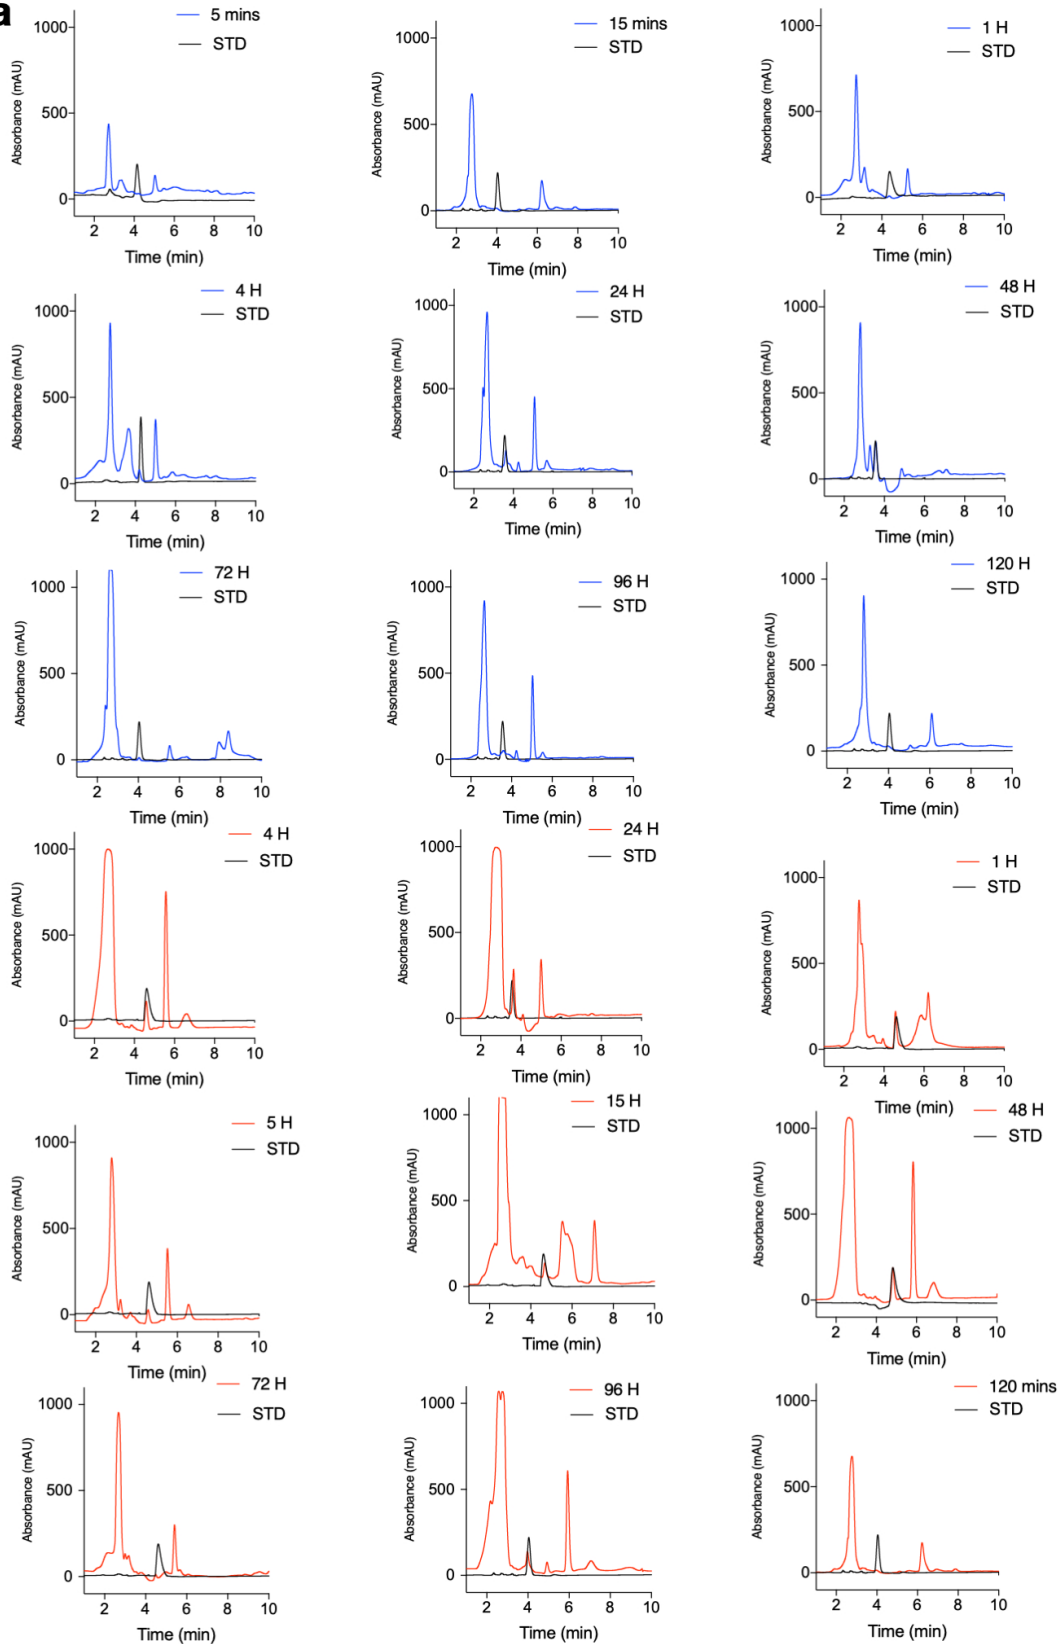 a
5 mins
STD
Absorbance (mAU)
1000
500
0
2 4 6 8 10
Time (min)
15 mins
STD
Absorbance (mAU)
1000
500
0
2 4 6 8 10
Time (min)
1 H
STD
Absorbance (mAU)
1000
500
0
2 4 6 8 10
Time (min)
4 H
STD
Absorbance (mAU)
1000
500
0
2 4 6 8 10
Time (min)
24 H
STD
Absorbance (mAU)
1000
500
0
2 4 6 8 10
Time (min)
48 H
STD
Absorbance (mAU)
1000
500
0
2 4 6 8 10
Time (min)
72 H
STD
Absorbance (mAU)
1000
500
0
2 4 6 8 10
Time (min)
96 H
STD
Absorbance (mAU)
1000
500
0
2 4 6 8 10
Time (min)
120 H
STD
Absorbance (mAU)
1000
500
0
2 4 6 8 10
Time (min)
4 H
STD
Absorbance (mAU)
1000
500
0
2 4 6 8 10
Time (min)
24 H
STD
Absorbance (mAU)
1000
500
0
2 4 6 8 10
Time (min)
1 H
STD
Absorbance (mAU)
1000
500
0
2 4 6 8 10
Time (min)
5 H
STD
Absorbance (mAU)
1000
500
0
2 4 6 8 10
Time (min)
15 H
STD
Absorbance (mAU)
1000
500
0
2 4 6 8 10
Time (min)
48 H
STD
Absorbance (mAU)
1000
500
0
2 4 6 8 10
Time (min)
72 H
STD
Absorbance (mAU)
1000
500
0
2 4 6 8 10
Time (min)
96 H
STD
Absorbance (mAU)
1000
500
0
2 4 6 8 10
Time (min)
120 mins
STD
Absorbance (mAU)
1000
500
0
2 4 6 8 10
Time (min)